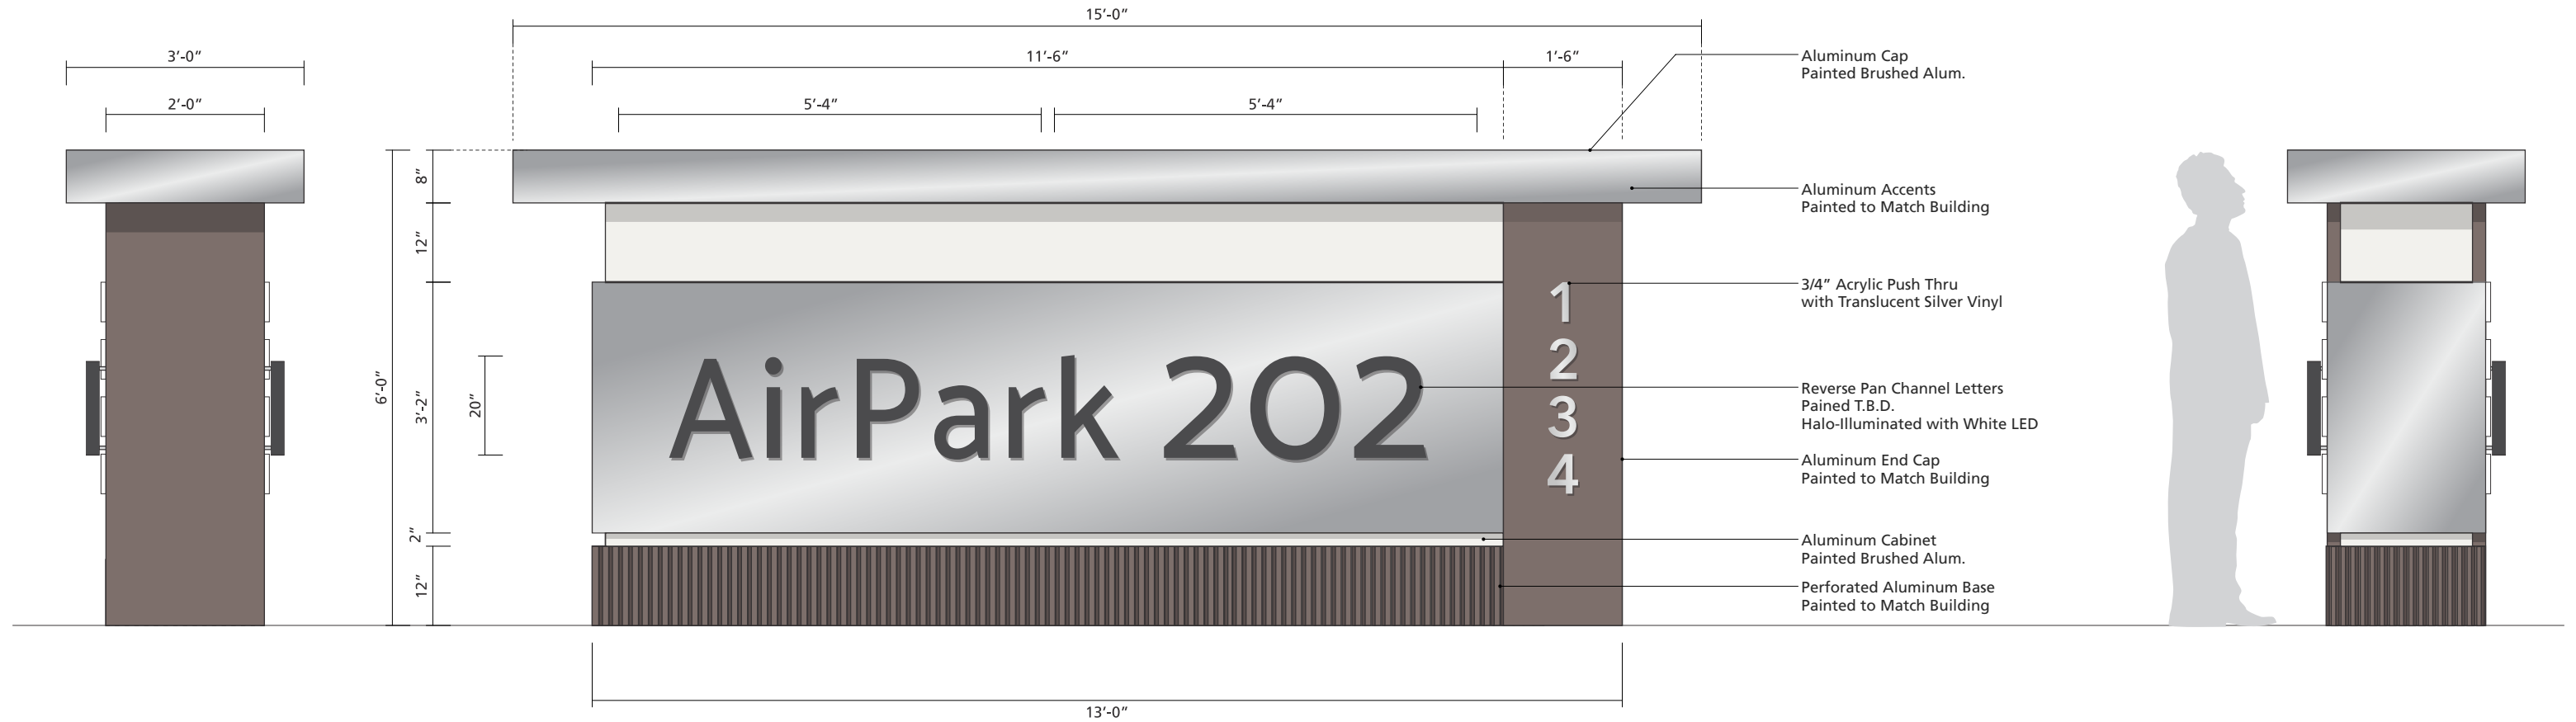 15’-0”
3’-0”
11’-6”
1’-6”
Aluminum Cap
Painted Brushed Alum.
2’-0”
5’-4”
5’-4”
8”
Aluminum Accents
Painted to Match Building
12”
3/4” Acrylic Push Thru
with Translucent Silver Vinyl
1
2
3
4
6’-0”
3’-2”
20”
AirPark 202
Reverse Pan Channel Letters
Pained T.B.D.
Halo-Illuminated with White LED
Aluminum End Cap
Painted to Match Building
2”
Aluminum Cabinet
Painted Brushed Alum.
12”
Perforated Aluminum Base
Painted to Match Building
13’-0”